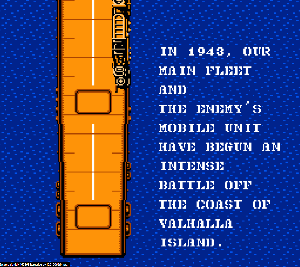 IN 1943, OUR
MAIN FLEET
AND
THE ENEMY'S
MOBILE UNIT
HAVE BEGUN AN
INTENSE
BATTLE OFF
THE COAST OF
VALHALLA
ISLAND.